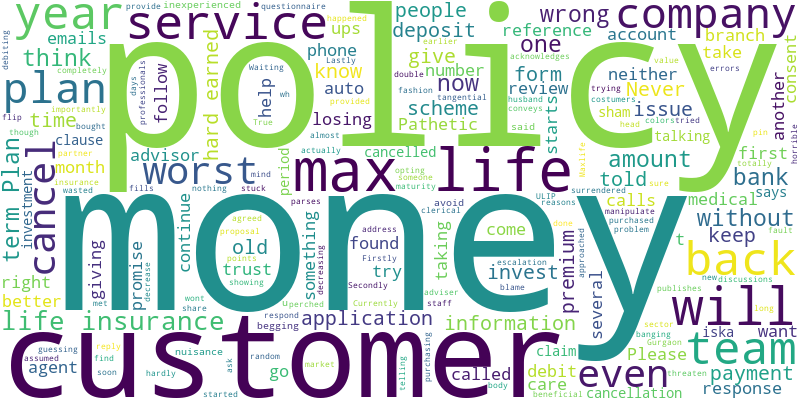 provide inexperienced questionnaire
year service people wrong company
happened emails deposit one
debiting earlier reference account branch
completely acknowledges ups policy
think phone give number take consent
professionals days Waiting wh double errors
importantly follow know now form neither Never
plan help auto fashion tangential husband review value
hard earned True Lastly provided conveys costumers trying
flip bought time losing scheme starts issue another
though almost Pathetic said sham head colors tried
clause advisor cancelled talking pin
worst max life amount first
month actually opting someone Maxlife horrible
partner insurance mind stuck told bank totally
wasted fills nothing maturity ULIP surrendered sure says
term Plan cancel period parses reasons medical
investment agreed address avoid clerical manipulate purchased without
money
proposal old found taking come problem done calls t
giving continue something points escalation approached keep
promise trust try invest fault
right decrease showing decreasing Firstly adviser premium new discussions back
met wont Uperched Secondly staff several publishes
better share Currently blame long
life insurance respond begging application information iska want will
customer
guessing reply nuisance random claim Please sector banging Gurgaon
assumed find ask purchasing debit team
agent soon hardly go market called body care even threaten payment
started telling cancellation beneficial response